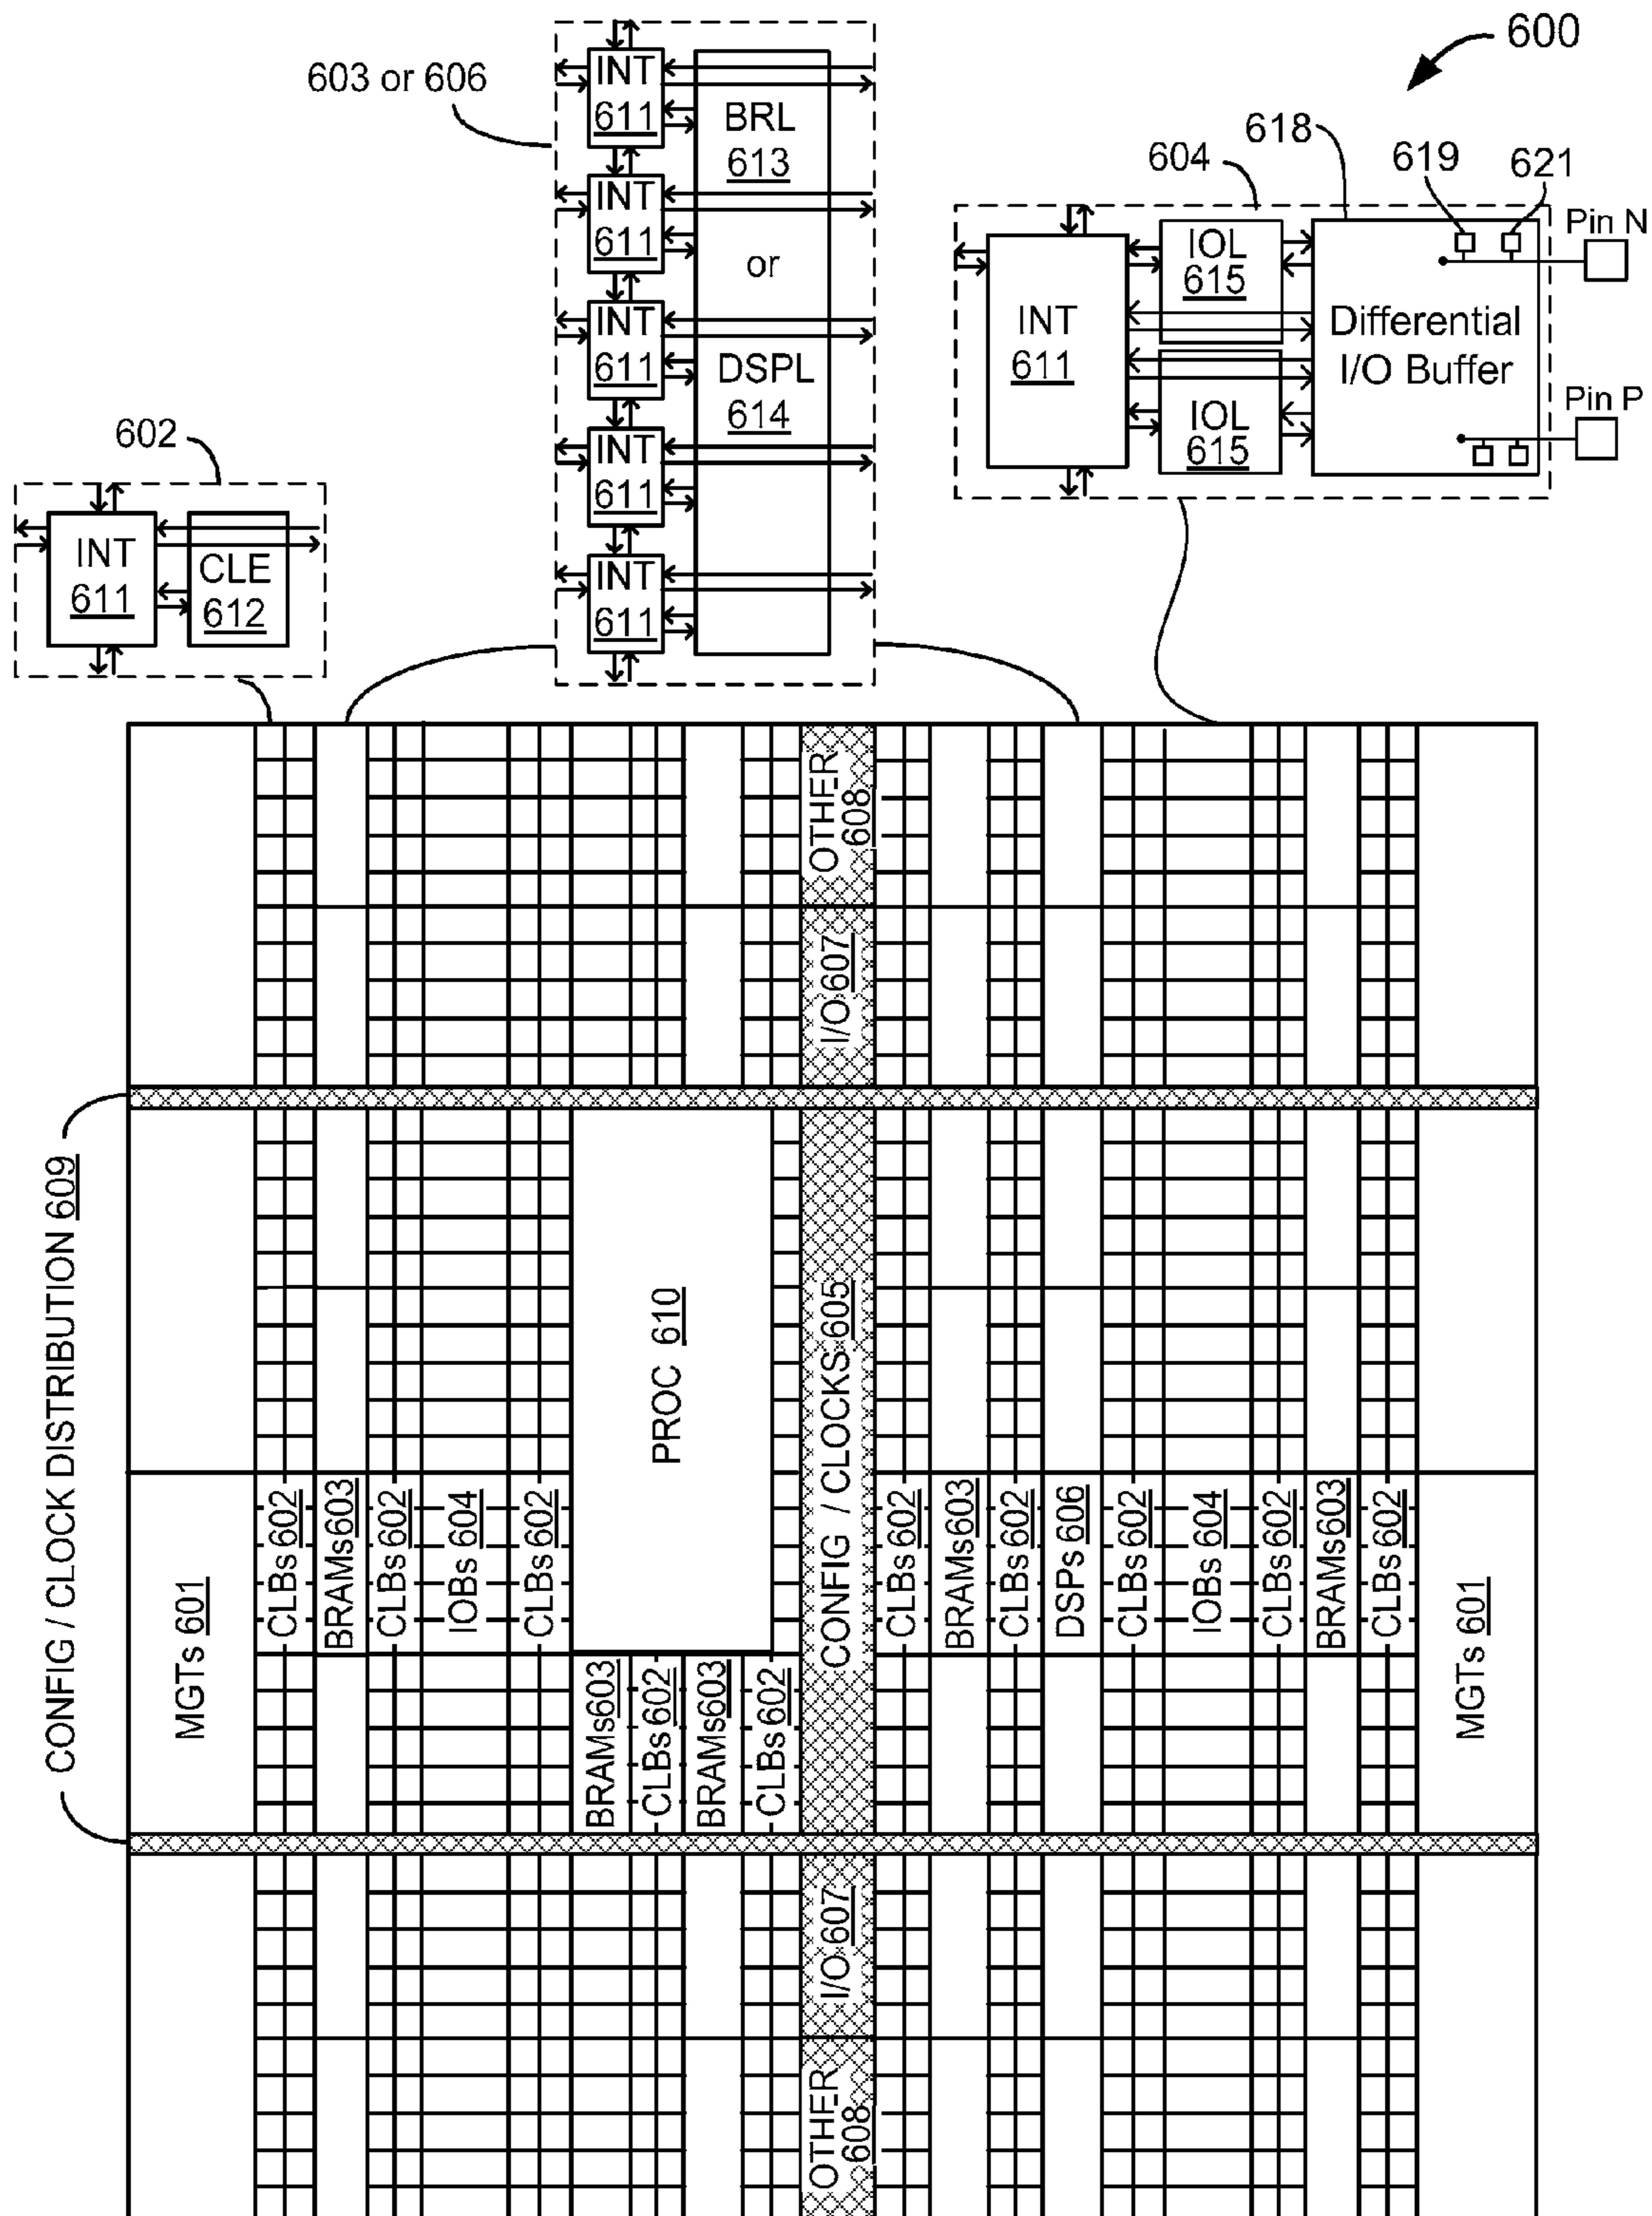 600
603 or 606
INT
611
INT
611
INT
611
INT
611
INT
611
BRL
613
or
DSPL
614
604
618
619
621
Pin N
Pin P
INT
611
IOL
615
IOL
615
Differential
I/O Buffer
602
INT
611
CLE
612
OTHER
608
I/O 607
CONFIG / CLOCK DISTRIBUTION 609
PROC 610
CONFIG / CLOCKS 605
MGTs 601
CLBs 602
BRAMs 603
CLBs 602
IOBs 604
CLBs 602
BRAMs 603
CLBs 602
BRAMs 603
CLBs 602
CLBs 602
BRAMs 603
CLBs 602
DSPs 606
CLBs 602
IOBs 604
CLBs 602
BRAMs 603
CLBs 602
MGTs 601
I/O 607
OTHER
608